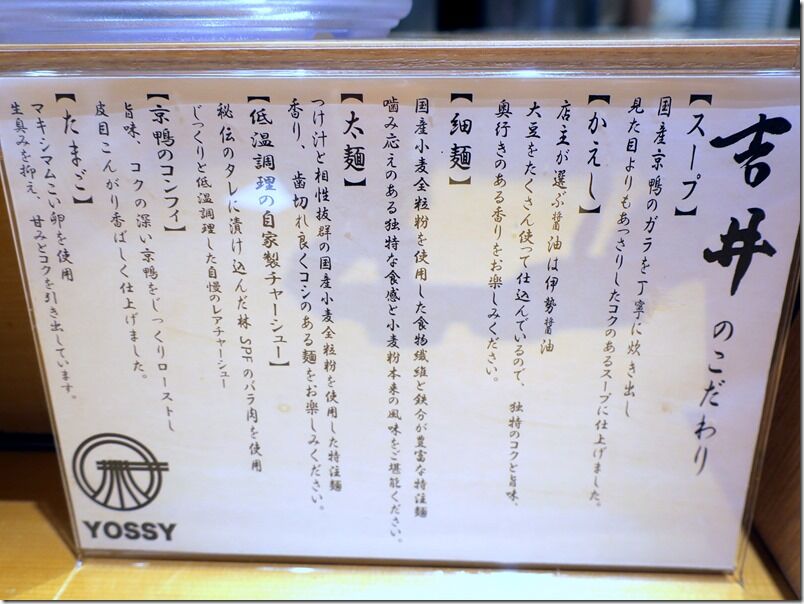 吉井のこだわり
【スープ】
国産京鴨のガラを丁寧に炊き出し
見た目よりもあっさりしたコクのあるスープに仕上げました。
【かえし】
店主が選ぶ醤油は伊勢醤油
大豆をたくさん使って仕込んでいるので、独特のコクと旨味、
奥行きのある香りをお楽しみください。
【細麺】
国産小麦全粒粉を使用した食物繊維と鉄分が豊富な特注麺
噛み応えのある独特な食感と小麦粉本来の風味をご堪能ください。
【太麺】
つけ汁と相性抜群の国産小麦全粒粉を使用した特注麺
香り、歯切れ良くコシのある麺をお楽しみください。
【低温調理の自家製チャーシュー】
秘伝のタレに漬け込んだ林SPFのバラ肉を使用
じっくりと低温調理した自慢のレアチャーシュー
【京鴨のコンフィ】
旨味 コクの深い京鴨をじっくりローストし
皮目こんがり香ばしく仕上げました。
【たまご】
マキシマムこい卵を使用
生臭みを抑え、甘みとコクを引き出しています。
YOSSY